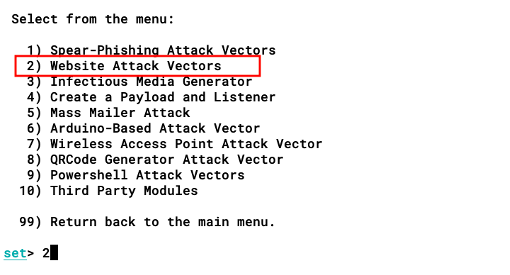 Select from the menu:
1) Spear-Phishing Attack Vectors
2) Website Attack Vectors
3) Infectious Media Generator
4) Create a Payload and Listener
5) Mass Mailer Attack
6) Arduino-Based Attack Vector
7) Wireless Access Point Attack Vector
8) QRCode Generator Attack Vector
9) Powershell Attack Vectors
10) Third Party Modules
99) Return back to the main menu.
set> 2